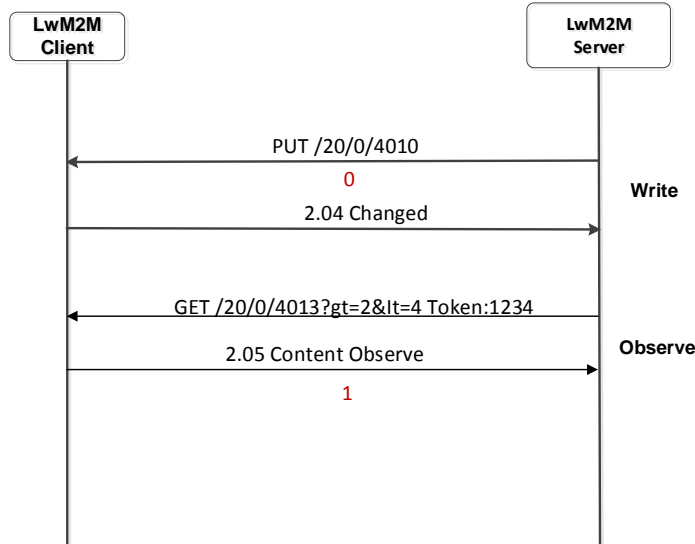 LwM2M
Client
LwM2M
Server
PUT /20/0/4010
0
Write
2.04 Changed
GET /20/0/4013?gt=2&lt=4 Token:1234
Observe
2.05 Content Observe
1